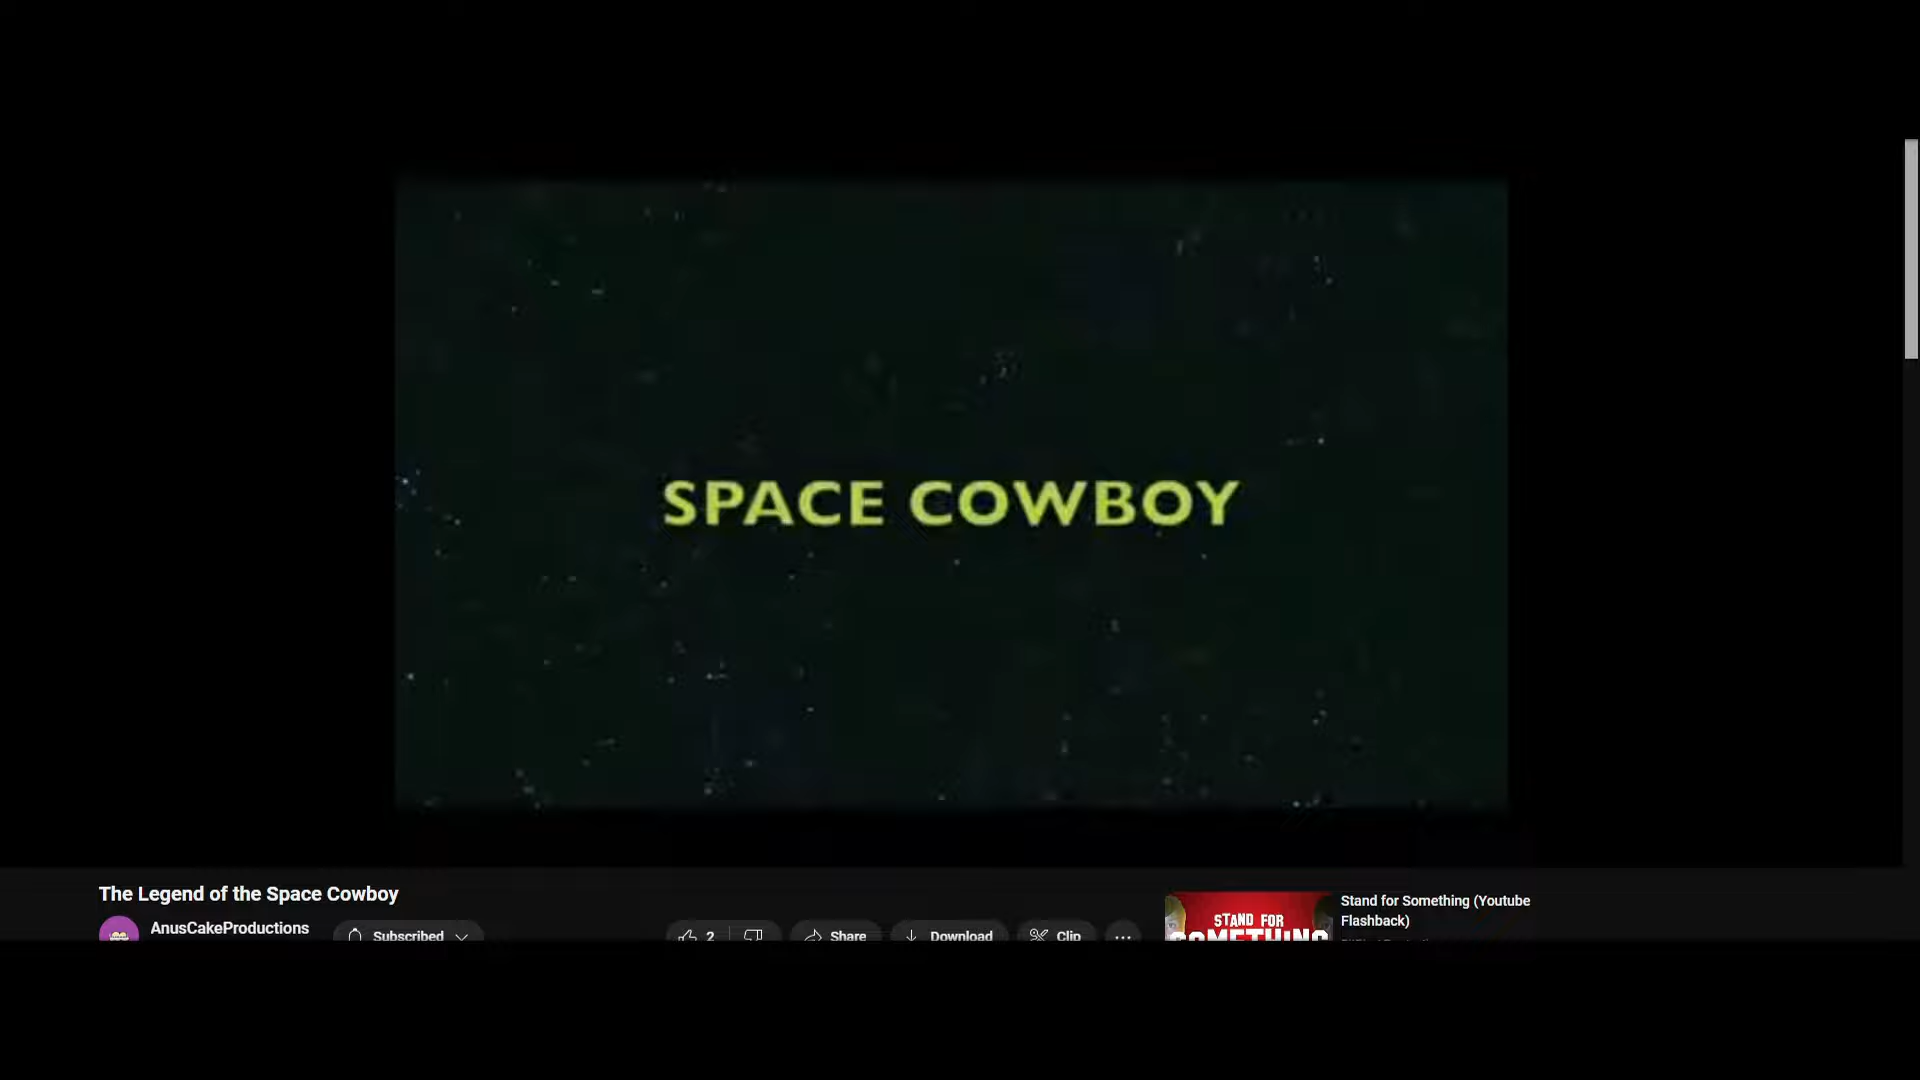 SPACE COWBOY
The Legend of the Space Cowboy
AnusCakeProductions
Subscribed
2
Share
Download
Clip
STAND FOR
SOMETHING
Stand for Something (Youtube
Flashback)